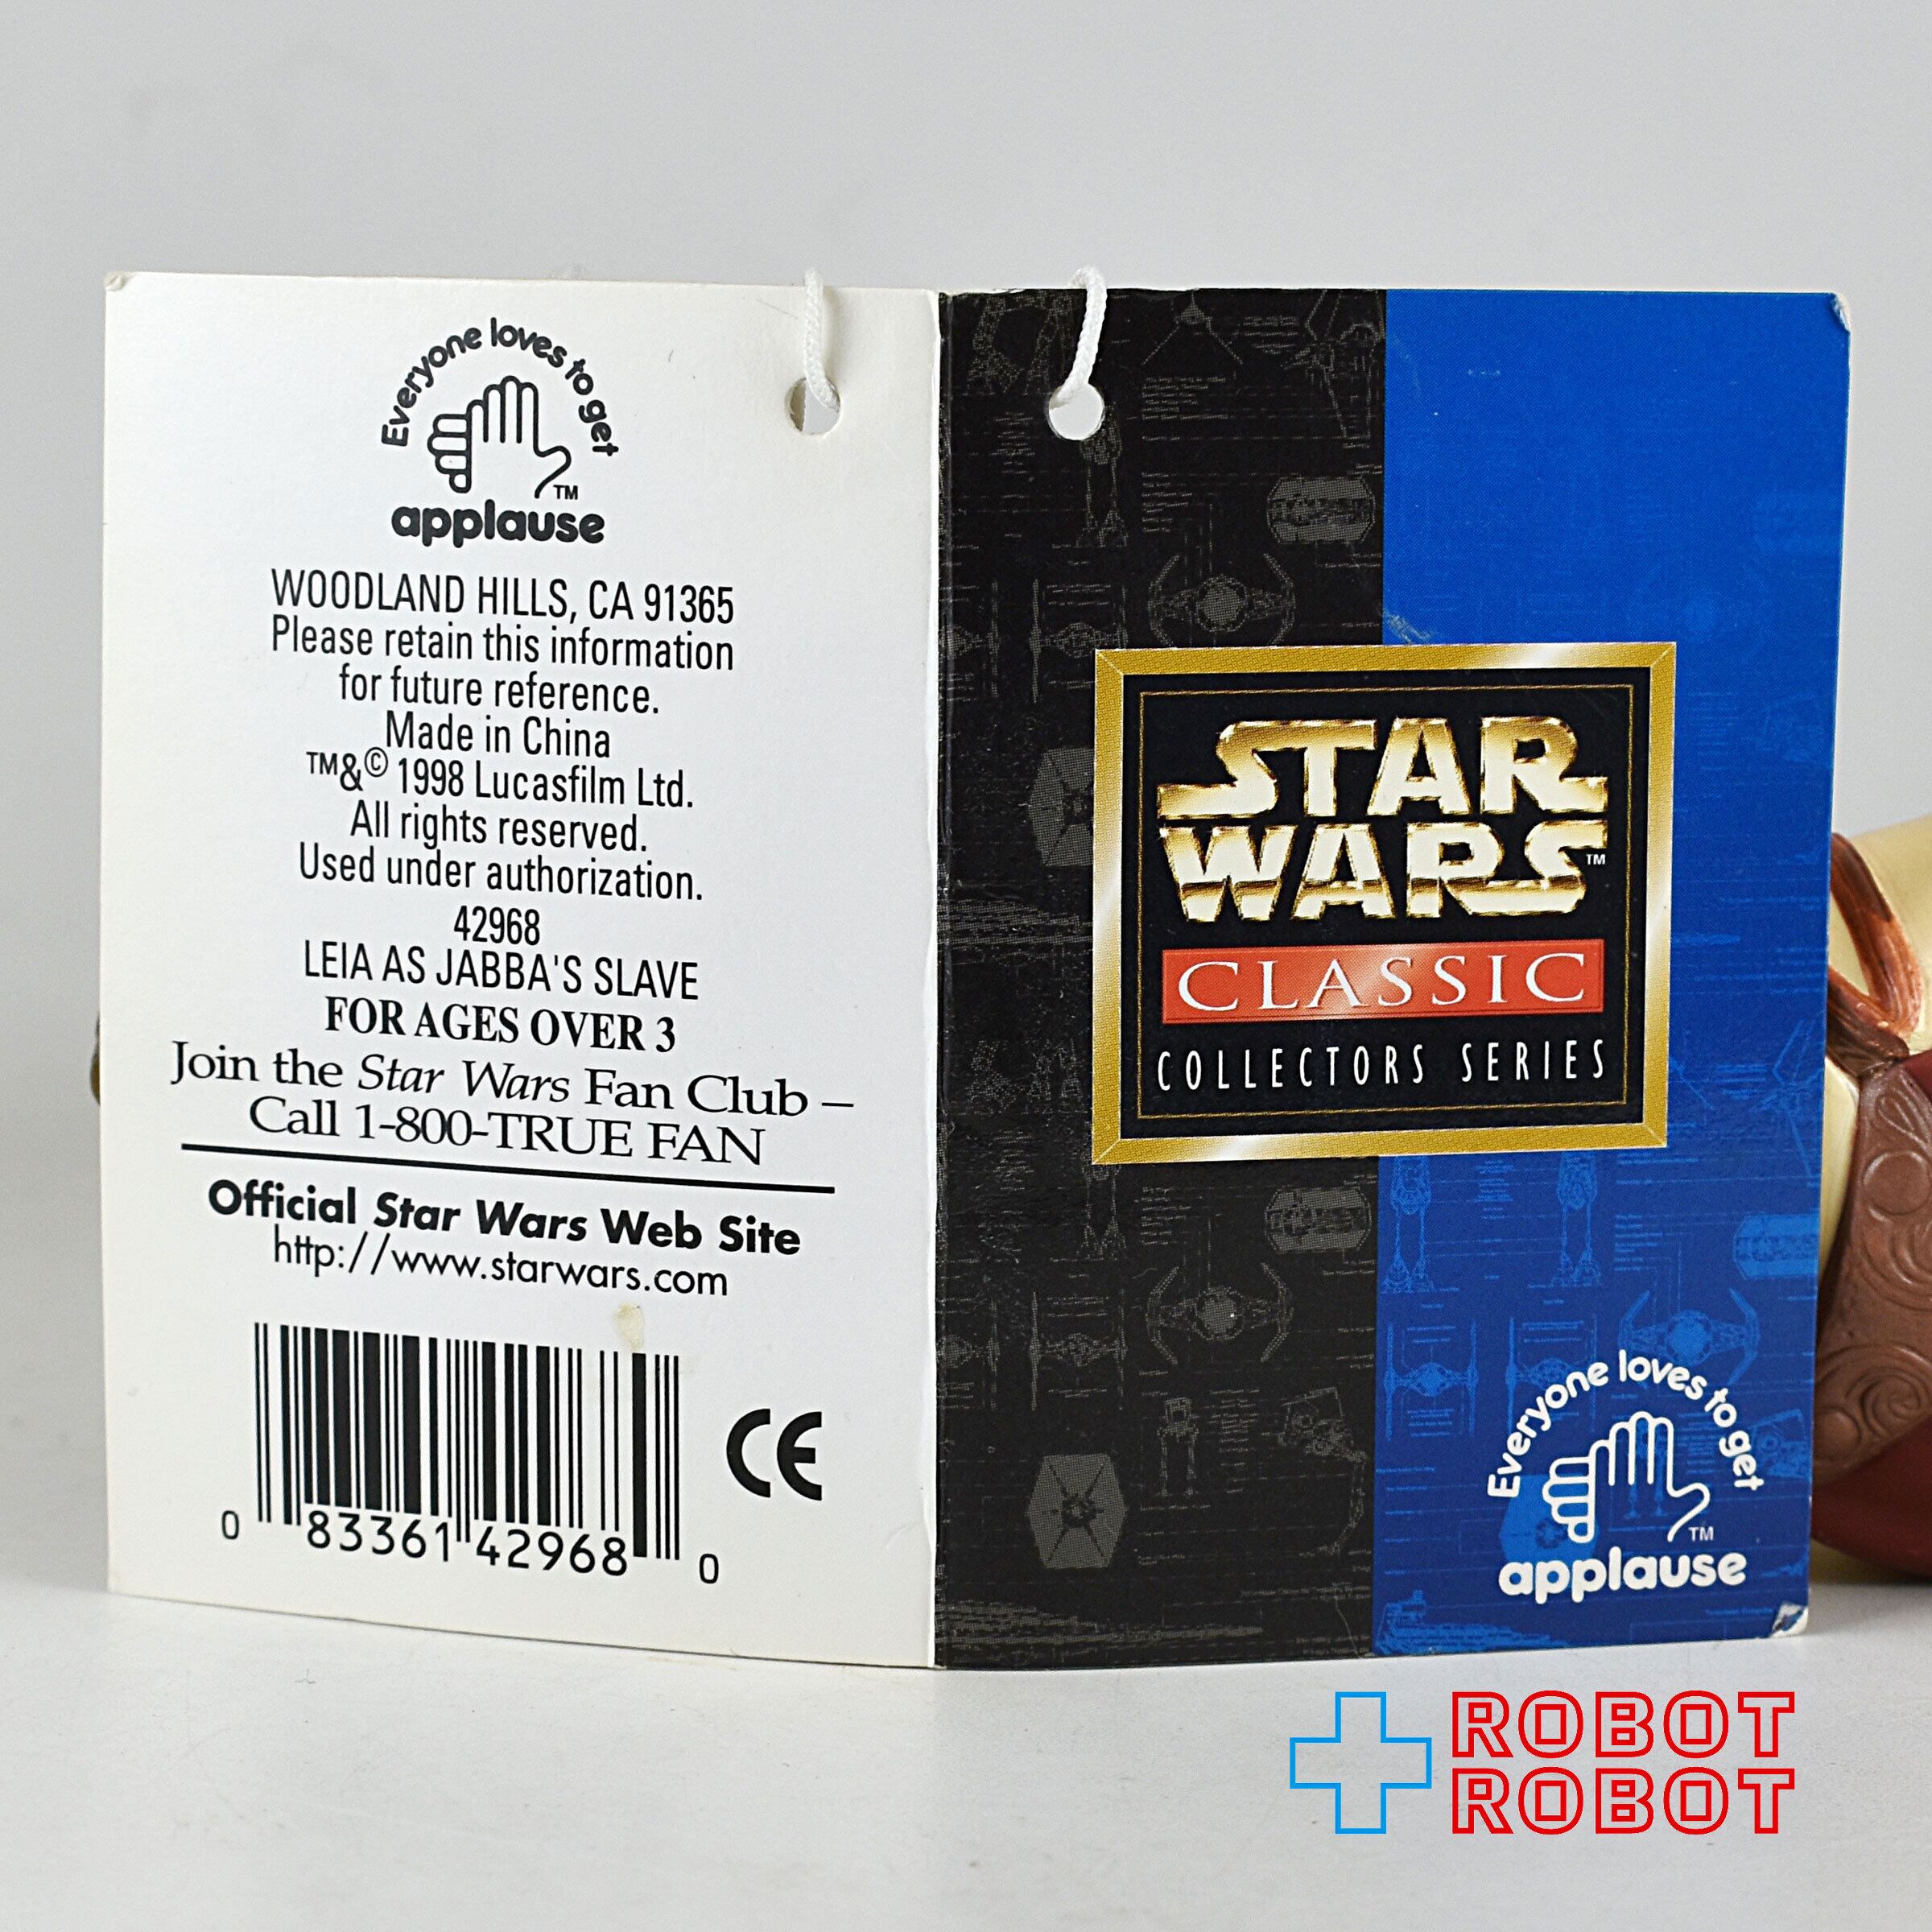 Everyone loves to get
TM
applause
WOODLAND HILLS, CA 91365
Please retain this information
for future reference.
Made in China
™&© 1998 Lucasfilm Ltd.
All rights reserved.
Used under authorization.
42968
LEIA AS JABBA'S SLAVE
FOR AGES OVER 3
Join the Star Wars Fan Club –
Call 1-800-TRUE FAN
Official Star Wars Web Site
http://www.starwars.com
CE
0 83361 42968 0
STAR
WARS™
CLASSIC
COLLECTORS SERIES
Everyone loves to get
TM
applause
ROBOT
ROBOT